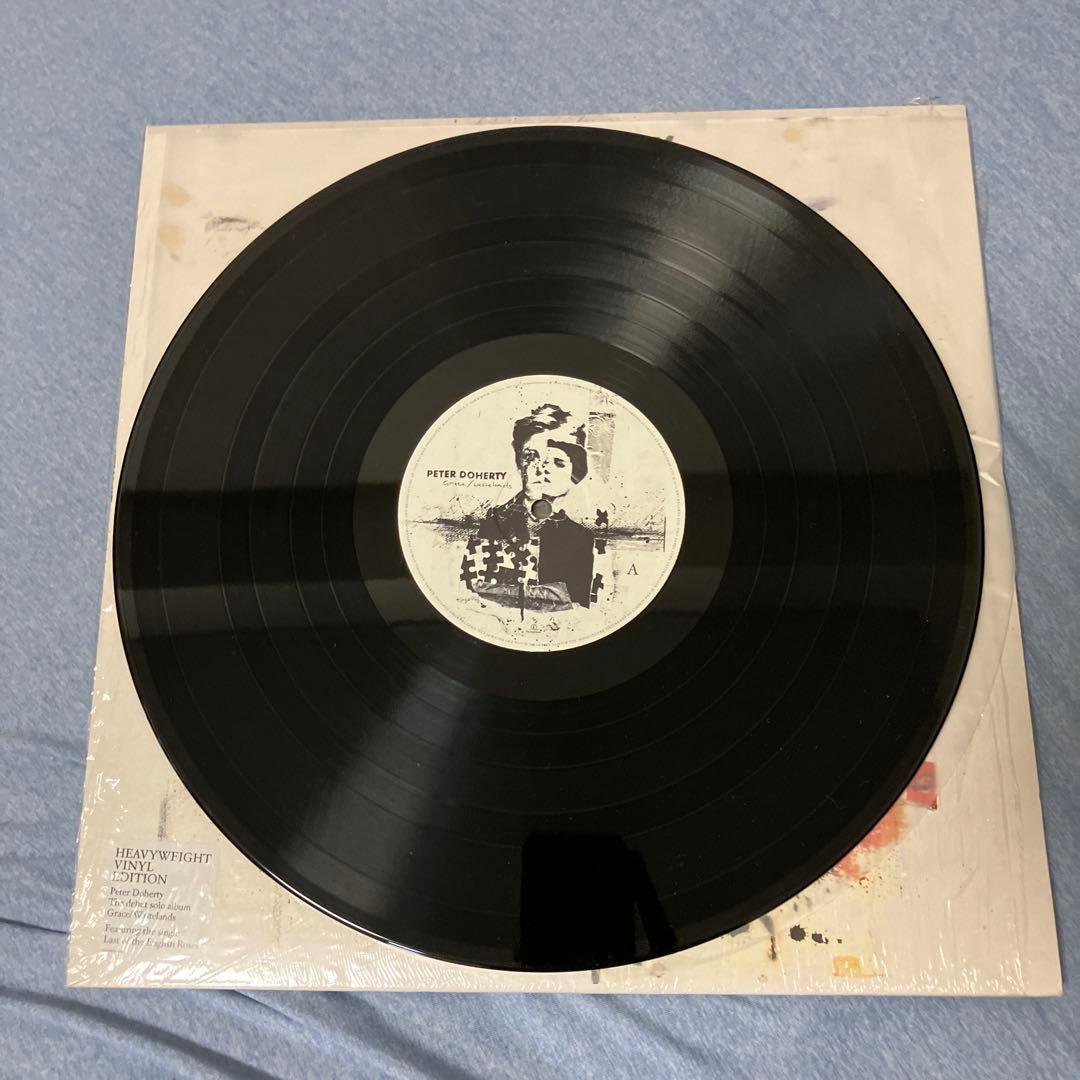 PETER DOHERTY
Grace/Wastelands
A
HEAVYWEIGHT
VINYL
EDITION
Peter Doherty
The debut solo album
Grace/Wastelands
Featuring the single
Last of the English Roses